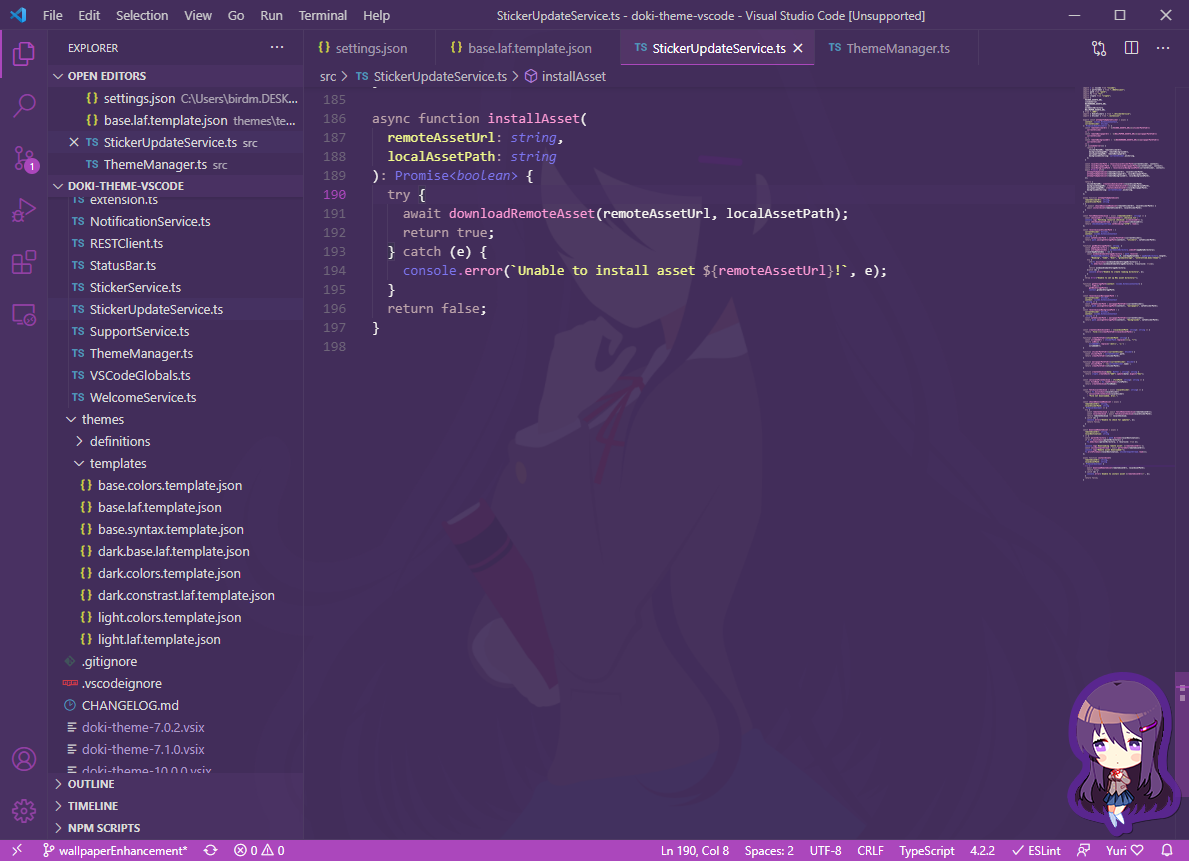 File Edit Selection View Go Run Terminal Help
StickerUpdateService.ts - doki-theme-vscode - Visual Studio Code [Unsupported]
EXPLORER
OPEN EDITORS
{} settings.json C:\Users\birdm.DESK...
{} base.laf.template.json themes\te...
TS StickerUpdateService.ts src
TS ThemeManager.ts src
DOKI-THEME-VSCODE
TS extension.ts
TS NotificationService.ts
TS RESTClient.ts
TS StatusBar.ts
TS StickerService.ts
TS StickerUpdateService.ts
TS SupportService.ts
TS ThemeManager.ts
TS VSCodeGlobals.ts
TS WelcomeService.ts
themes
definitions
templates
{} base.colors.template.json
{} base.laf.template.json
{} base.syntax.template.json
{} dark.base.laf.template.json
{} dark.colors.template.json
{} dark.constrast.laf.template.json
{} light.colors.template.json
{} light.laf.template.json
.gitignore
.vscodeignore
CHANGELOG.md
doki-theme-7.0.2.vsix
doki-theme-7.1.0.vsix
doki-theme-10.0.0.vsix
OUTLINE
TIMELINE
NPM SCRIPTS
1
{} settings.json {} base.laf.template.json TS StickerUpdateService.ts TS ThemeManager.ts
src > TS StickerUpdateService.ts > installAsset
185
186 async function installAsset(
187 remoteAssetUrl: string,
188 localAssetPath: string
189 ): Promise<boolean> {
190 try {
191 await downloadRemoteAsset(remoteAssetUrl, localAssetPath);
192 return true;
193 } catch (e) {
194 console.error(`Unable to install asset ${remoteAssetUrl}!`, e);
195 }
196 return false;
197 }
198
wallpaperEnhancement* 0 0 Ln 190, Col 8 Spaces: 2 UTF-8 CRLF TypeScript 4.2.2 ESLint Yuri ♡